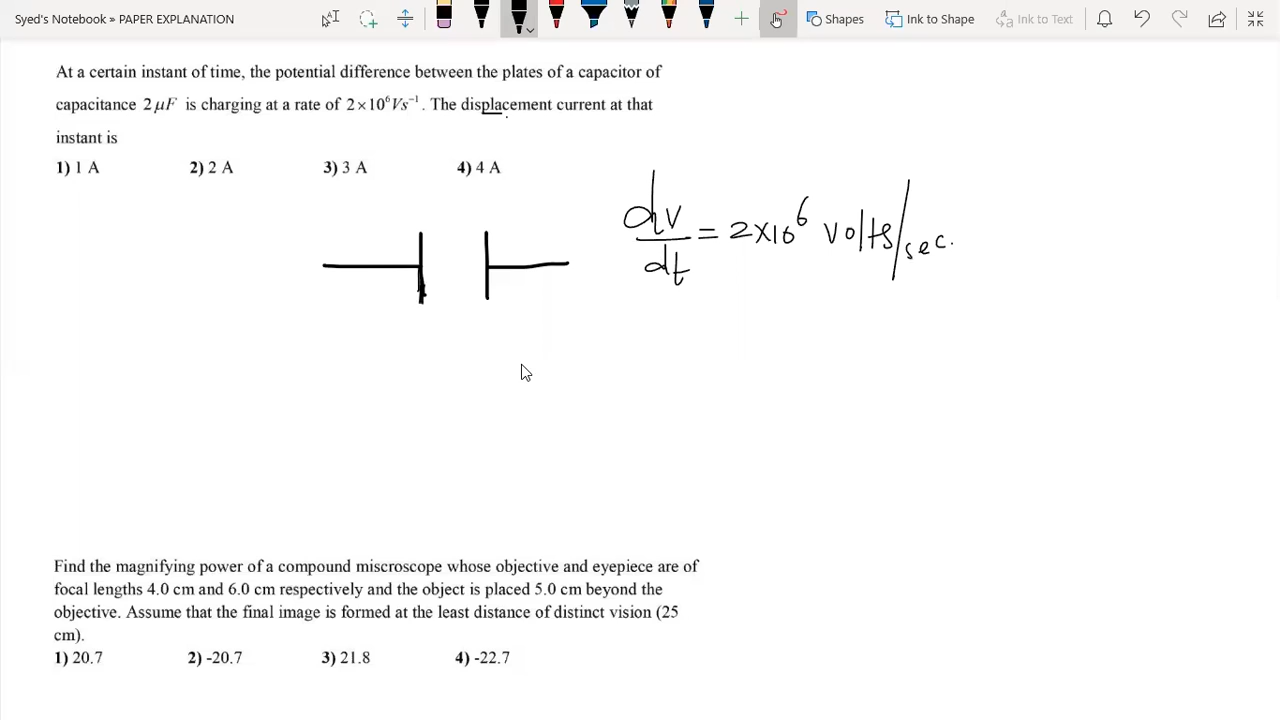 Syed's Notebook » PAPER EXPLANATION
Shapes
Ink to Shape
Ink to Text
At a certain instant of time, the potential difference between the plates of a capacitor of
capacitance 2 μF is charging at a rate of 2×10⁶Vs⁻¹. The displacement current at that
instant is
1) 1 A 2) 2 A 3) 3 A 4) 4 A
dv/dt = 2×10⁶ volts/sec.
Find the magnifying power of a compound miscroscope whose objective and eyepiece are of
focal lengths 4.0 cm and 6.0 cm respectively and the object is placed 5.0 cm beyond the
objective. Assume that the final image is formed at the least distance of distinct vision (25
cm).
1) 20.7 2) -20.7 3) 21.8 4) -22.7